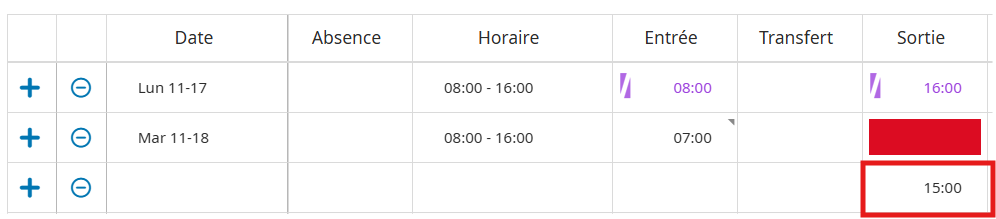 Date Absence Horaire Entrée Transfert Sortie
Lun 11-17 08:00 - 16:00 08:00 16:00
Mar 11-18 08:00 - 16:00 07:00
15:00